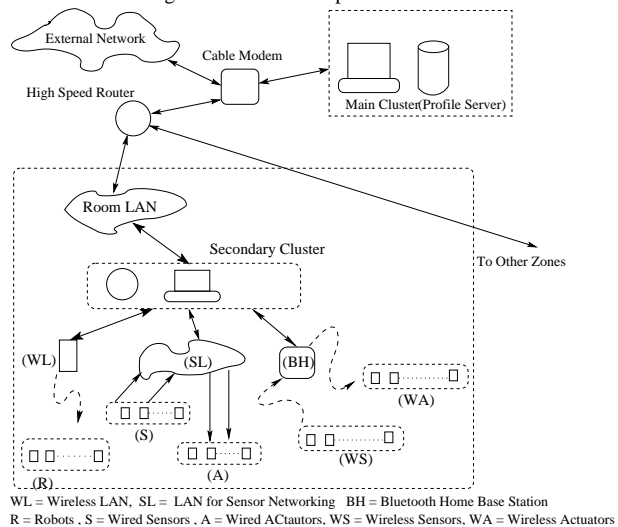 External Network
Cable Modem
High Speed Router
Main Cluster(Profile Server)
Room LAN
Secondary Cluster
To Other Zones
(WL)
(SL)
(BH)
(WA)
(S)
(WS)
(A)
(R)
WL = Wireless LAN, SL = LAN for Sensor Networking BH = Bluetooth Home Base Station
R = Robots , S = Wired Sensors , A = Wired ACtautors, WS = Wireless Sensors, WA = Wireless Actuators